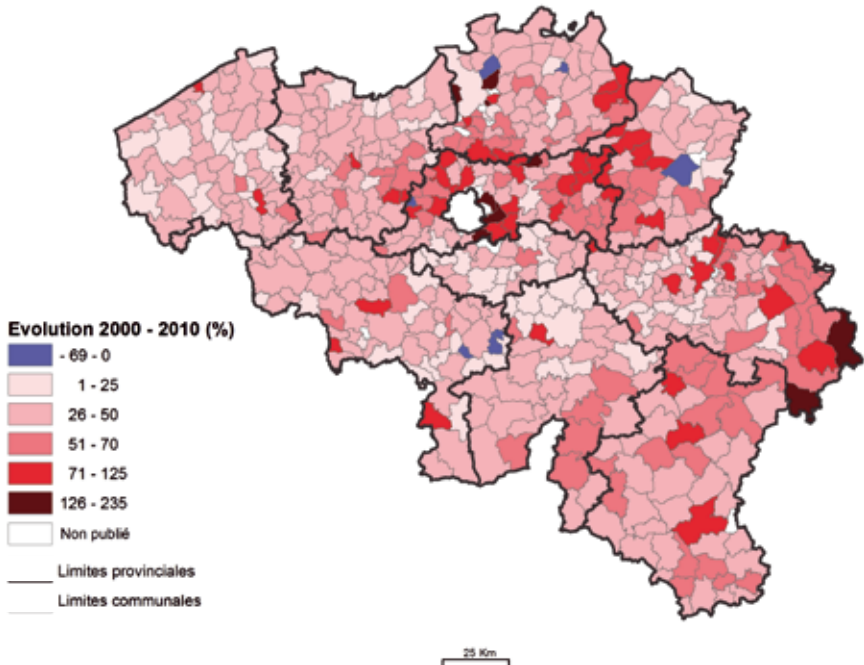 Evolution 2000 - 2010 (%)
- 69 - 0
1 - 25
26 - 50
51 - 70
71 - 125
126 - 235
Non publié
Limites provinciales
Limites communales
25 Km